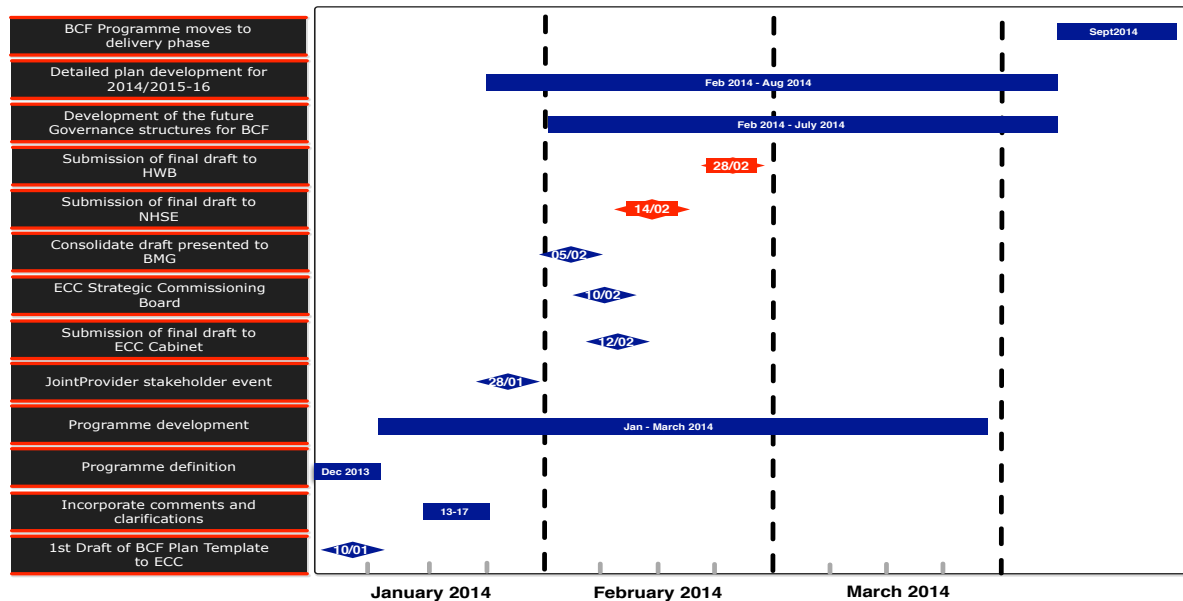 BCF Programme moves to
delivery phase
Sept2014
Detailed plan development for
2014/2015-16
Feb 2014 - Aug 2014
Development of the future
Governance structures for BCF
Feb 2014 - July 2014
Submission of final draft to
HWB
28/02
Submission of final draft to
NHSE
14/02
Consolidate draft presented to
BMG
05/02
ECC Strategic Commissioning
Board
10/02
Submission of final draft to
ECC Cabinet
12/02
JointProvider stakeholder event
28/01
Programme development
Jan - March 2014
Programme definition
Dec 2013
Incorporate comments and
clarifications
13-17
1st Draft of BCF Plan Template
to ECC
10/01
January 2014
February 2014
March 2014